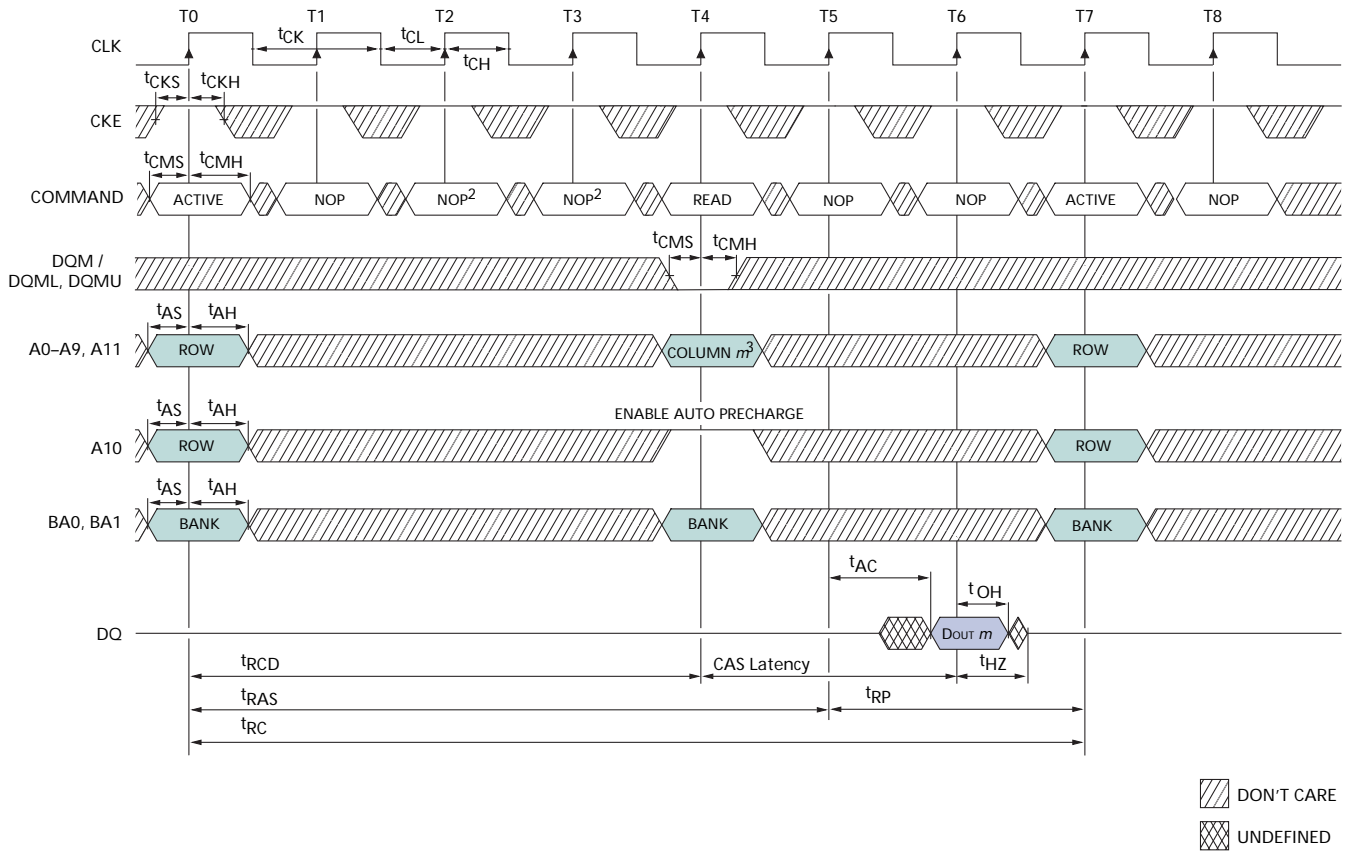 T0 T1 T2 T3 T4 T5 T6 T7 T8
CLK
tCK tCL
tCH
tCKS tCKH
CKE
tCMS tCMH
COMMAND ACTIVE NOP NOP2 NOP2 READ NOP NOP ACTIVE NOP
tCMS tCMH
DQM /
DQML, DQMU
tAS tAH
A0–A9, A11 ROW COLUMN m3 ROW
tAS tAH
ENABLE AUTO PRECHARGE
A10 ROW ROW
tAS tAH
BA0, BA1 BANK BANK BANK
tAC
tOH
DQ DOUT m
tRCD CAS Latency tHZ
tRAS tRP
tRC
DON'T CARE
UNDEFINED